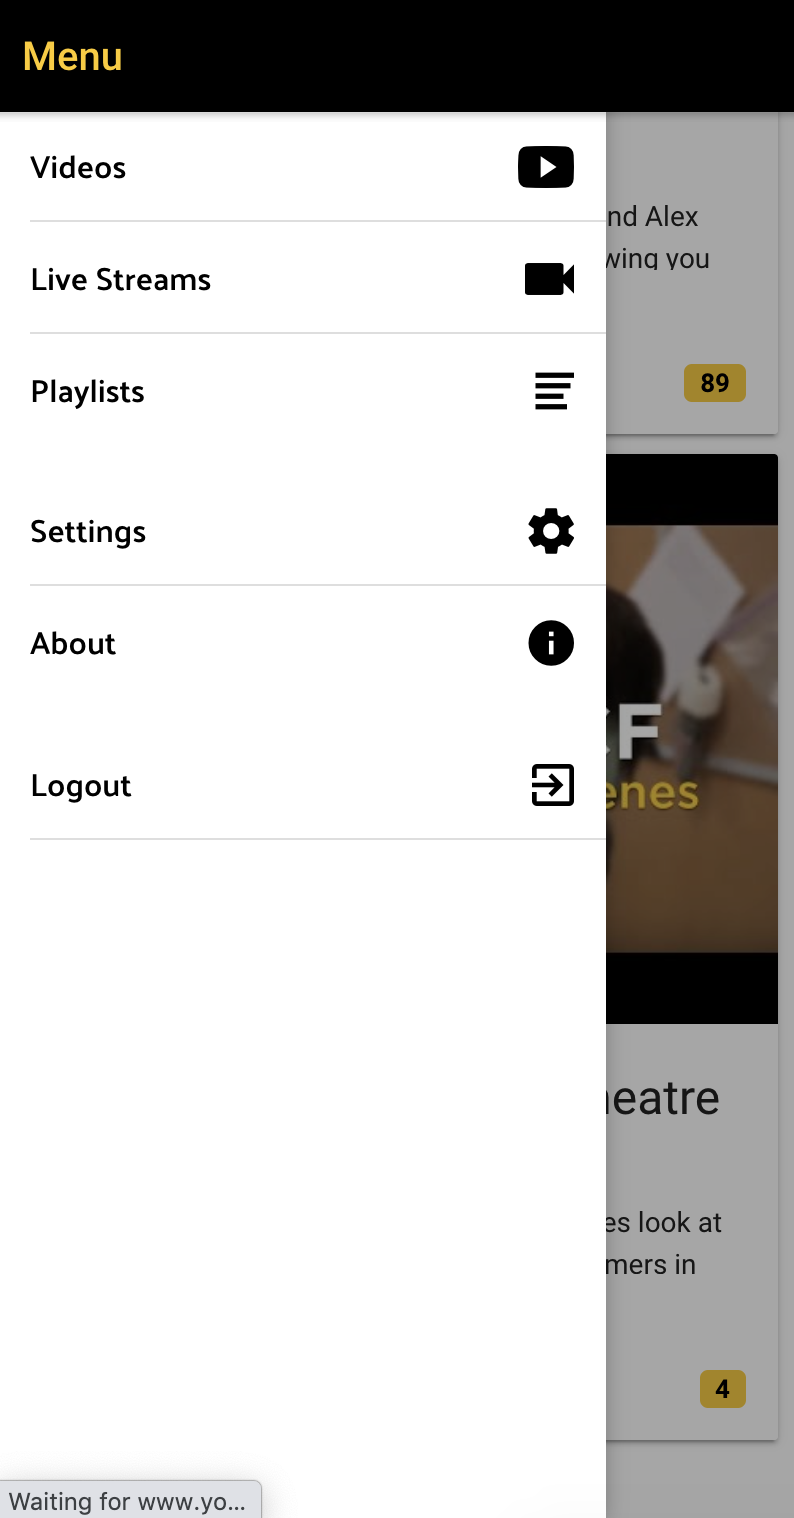 Menu
Videos
Live Streams
Playlists
Settings
About
Logout
nd Alex
wing you
89
F
enes
eatre
es look at
mers in
4
Waiting for www.yo...